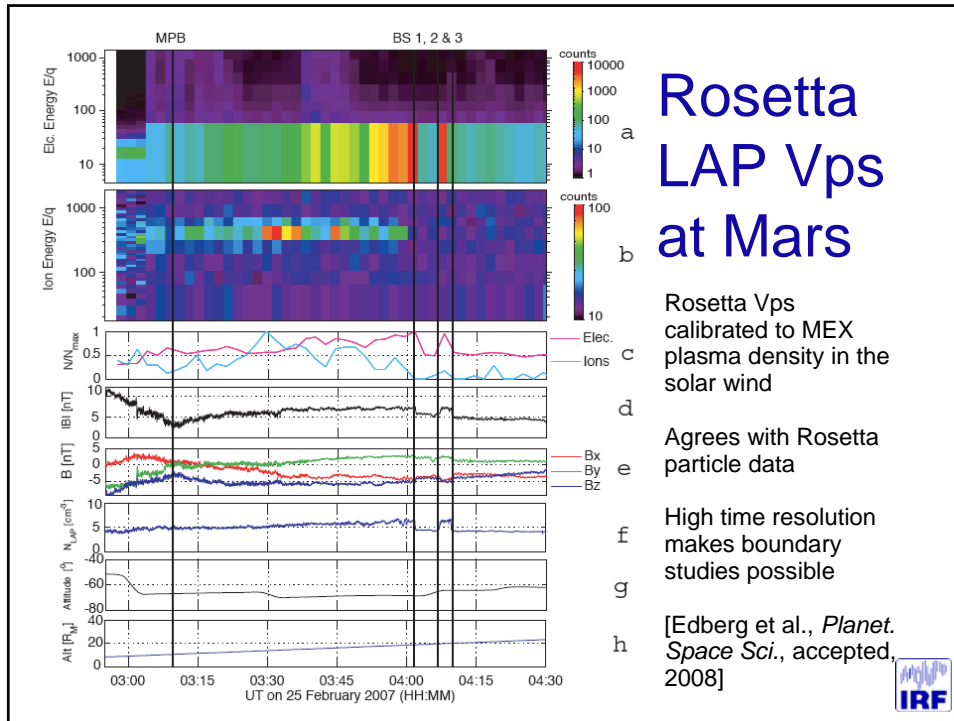 MPB
BS 1, 2 & 3
Elc. Energy E/q
1000
100
10
counts
10000
1000
100
10
1
a
Ion Energy E/q
1000
100
counts
100
10
b
N/Nmax
1
0.5
0
Elec.
Ions
c
IBI [nT]
10
5
0
d
B [nT]
5
0
-5
Bx
By
Bz
e
N LAP [cm-3]
10
5
0
f
Attitude [°]
-40
-60
-80
g
Alt [RM]
40
20
0
h
03:00 03:15 03:30 03:45 04:00 04:15 04:30
UT on 25 February 2007 (HH:MM)
Rosetta
LAP Vps
at Mars
Rosetta Vps
calibrated to MEX
plasma density in the
solar wind
Agrees with Rosetta
particle data
High time resolution
makes boundary
studies possible
[Edberg et al., Planet.
Space Sci., accepted,
2008]
IRF